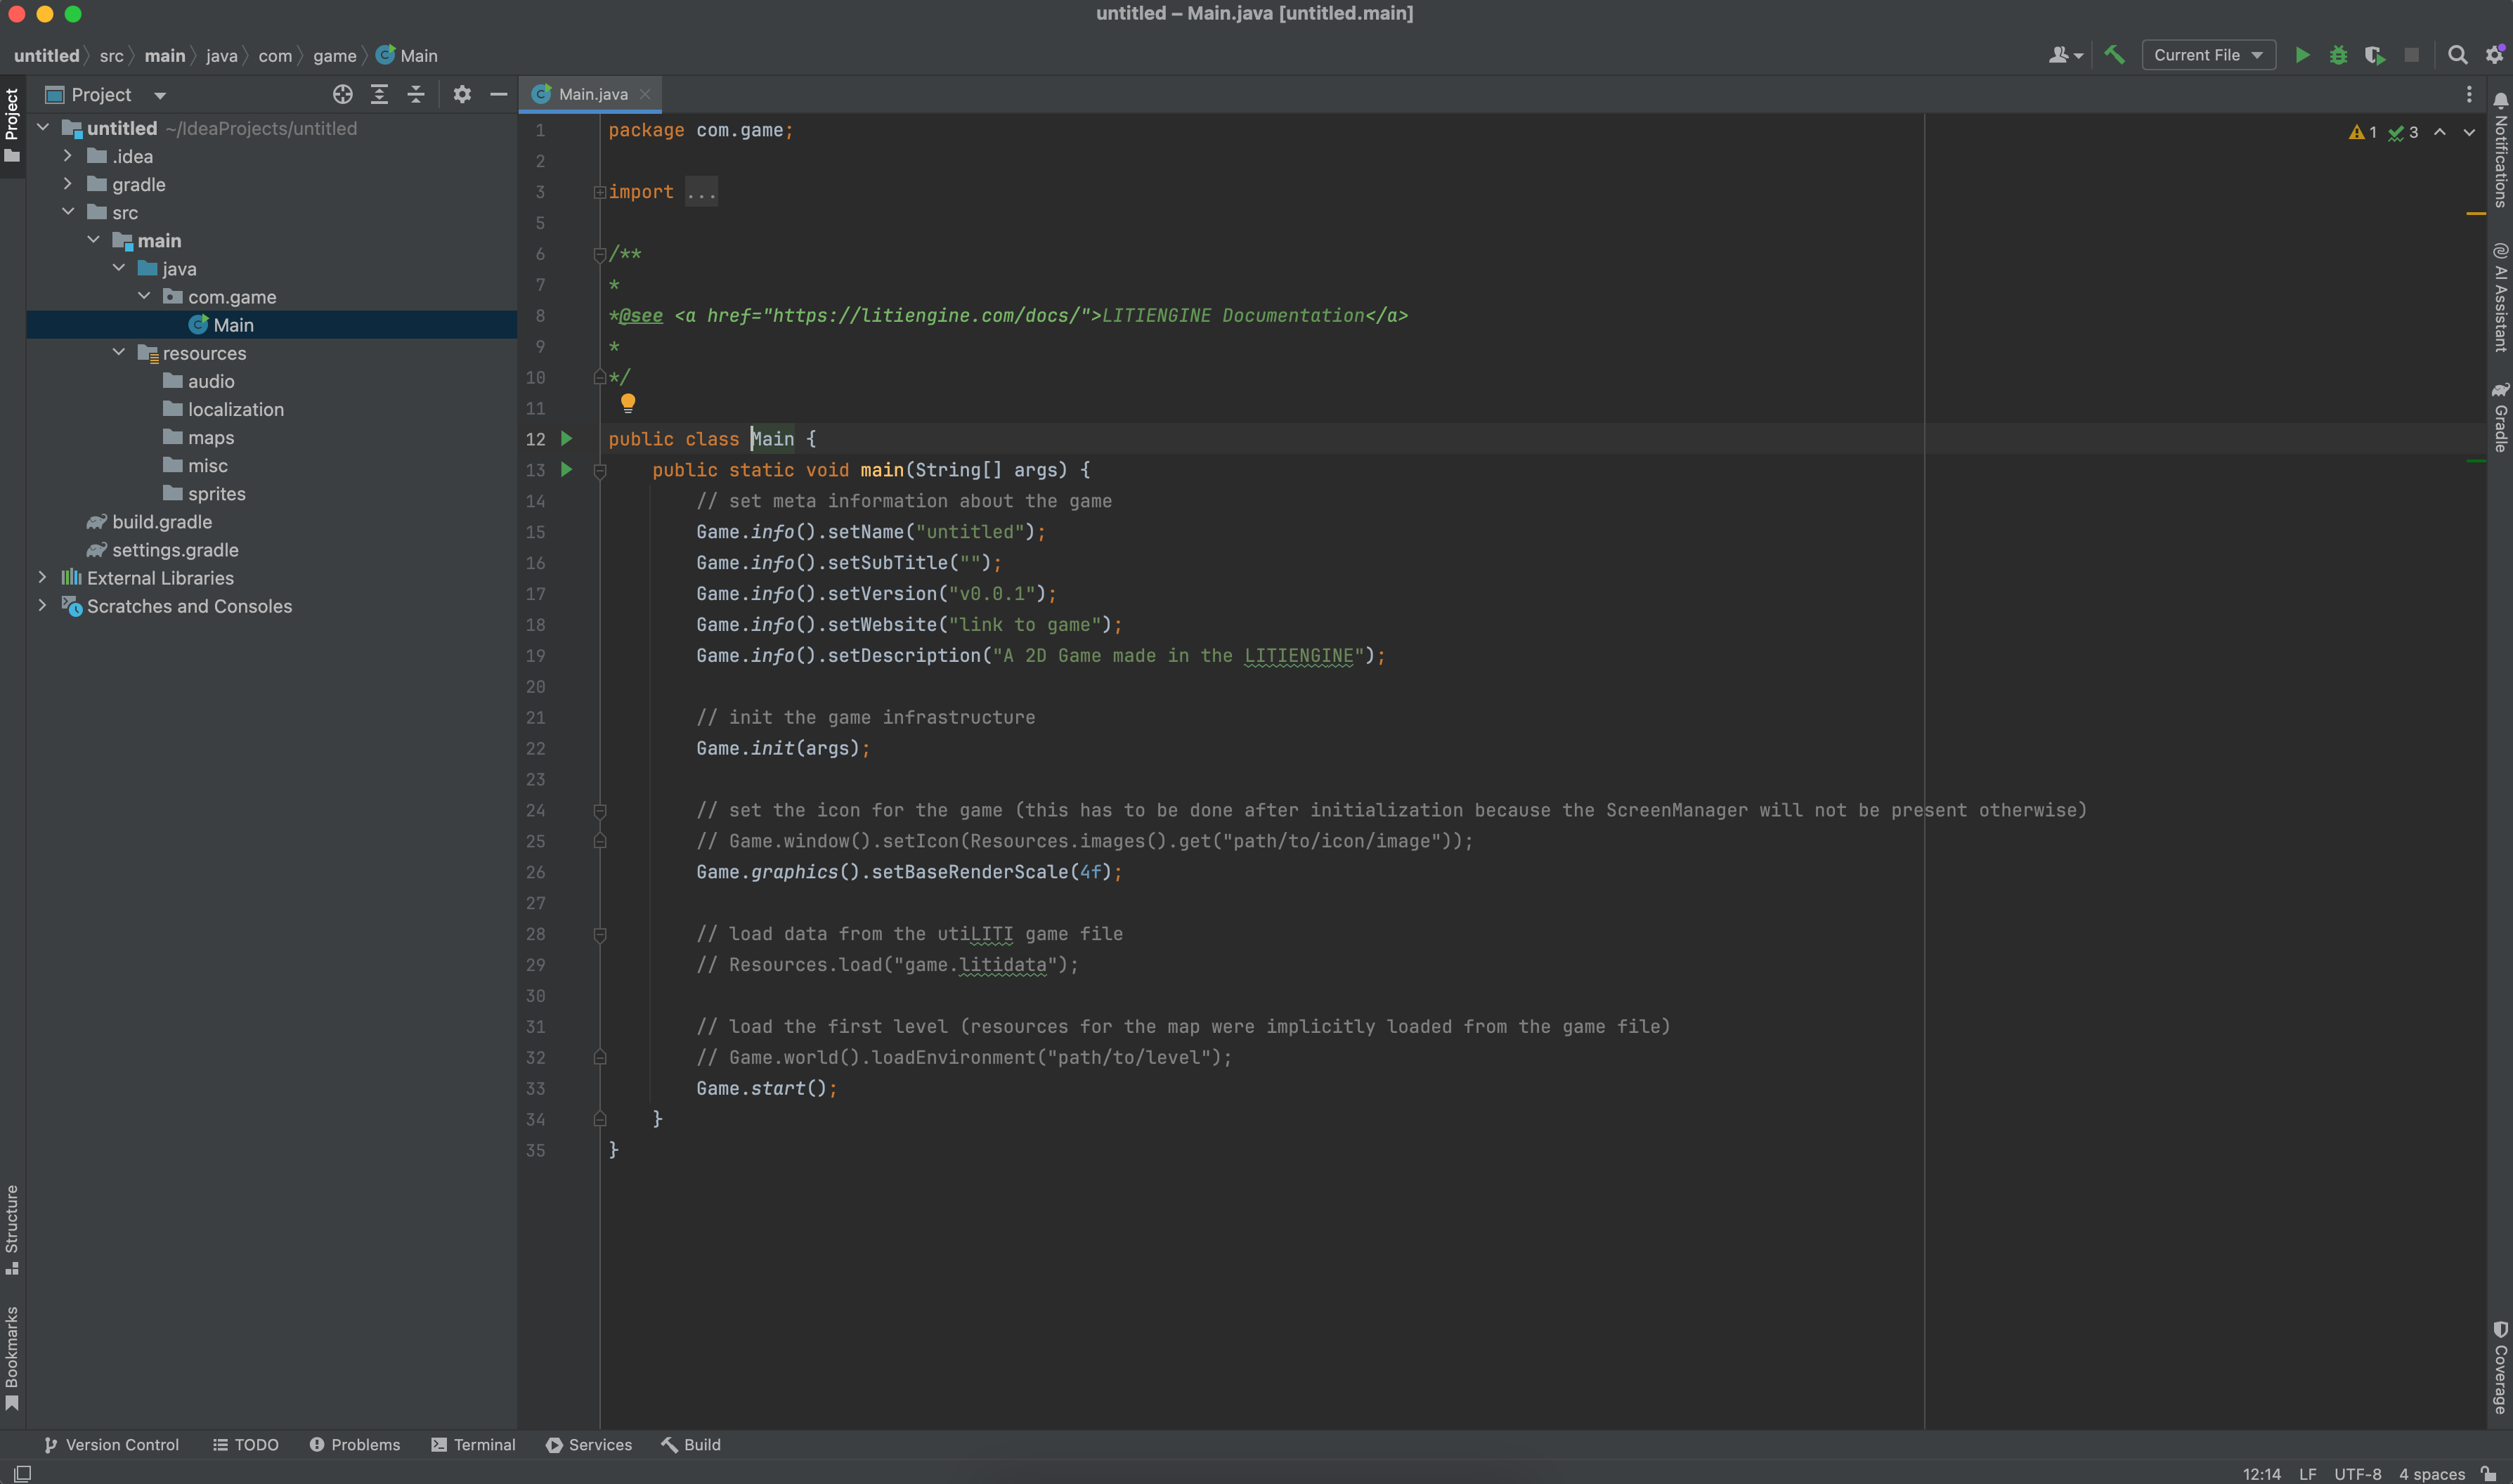 untitled – Main.java [untitled.main]
untitled src main java com game Main
Current File
Project
Project
Main.java
untitled ~/IdeaProjects/untitled
.idea
gradle
src
main
java
com.game
Main
resources
audio
localization
maps
misc
sprites
build.gradle
settings.gradle
External Libraries
Scratches and Consoles
1 package com.game;
2
3 import ...
5
6 /**
7 *
8 *@see <a href="https://litiengine.com/docs/">LITIENGINE Documentation</a>
9 *
10 */
11
12 public class Main {
13 public static void main(String[] args) {
14 // set meta information about the game
15 Game.info().setName("untitled");
16 Game.info().setSubTitle("");
17 Game.info().setVersion("v0.0.1");
18 Game.info().setWebsite("link to game");
19 Game.info().setDescription("A 2D Game made in the LITIENGINE");
20
21 // init the game infrastructure
22 Game.init(args);
23
24 // set the icon for the game (this has to be done after initialization because the ScreenManager will not be present otherwise)
25 // Game.window().setIcon(Resources.images().get("path/to/icon/image"));
26 Game.graphics().setBaseRenderScale(4f);
27
28 // load data from the utiLITI game file
29 // Resources.load("game.litidata");
30
31 // load the first level (resources for the map were implicitly loaded from the game file)
32 // Game.world().loadEnvironment("path/to/level");
33 Game.start();
34 }
35 }
1 3
Notifications
AI Assistant
Gradle
Coverage
Structure
Bookmarks
Version Control TODO Problems Terminal Services Build
12:14 LF UTF-8 4 spaces